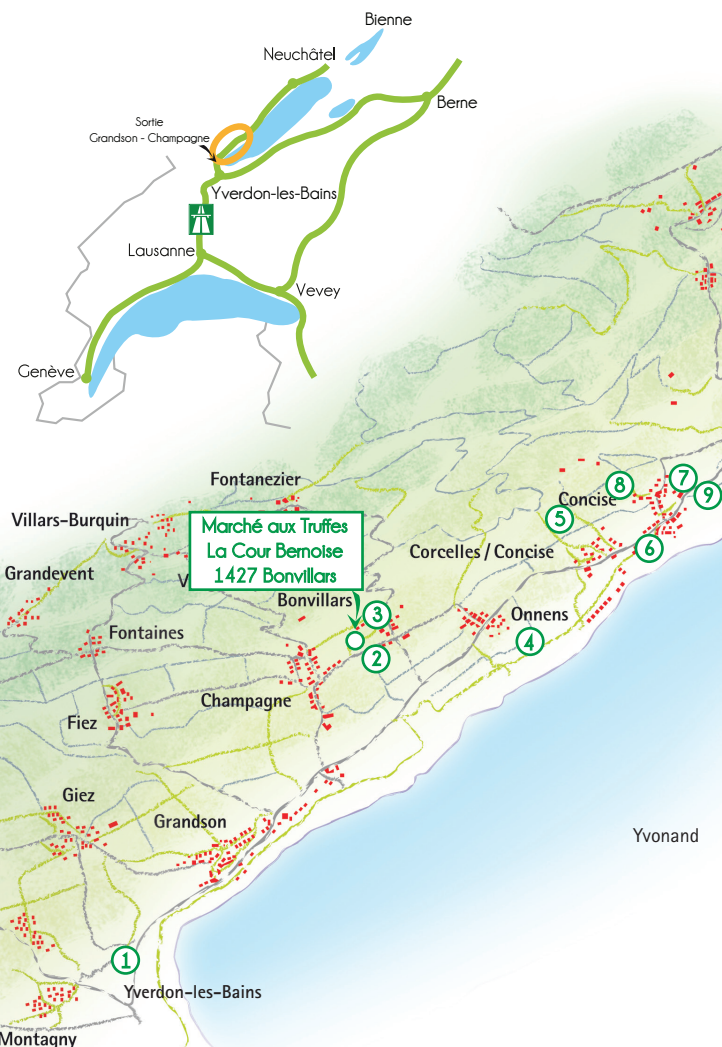 Bienne
Neuchâtel
Berne
Sortie
Grandson - Champagne
Yverdon-les-Bains
Lausanne
Vevey
Genève
Fontanezier
Villars-Burquin
Marché aux Truffes
La Cour Bernoise
1427 Bonvillars
Grandevent
V
Bonvillars
Fontaines
Champagne
Fiez
Giez
Grandson
Concise
Corcelles / Concise
Onnens
Yvonand
Yverdon-les-Bains
Montagny
1
2
3
4
5
6
7
8
9